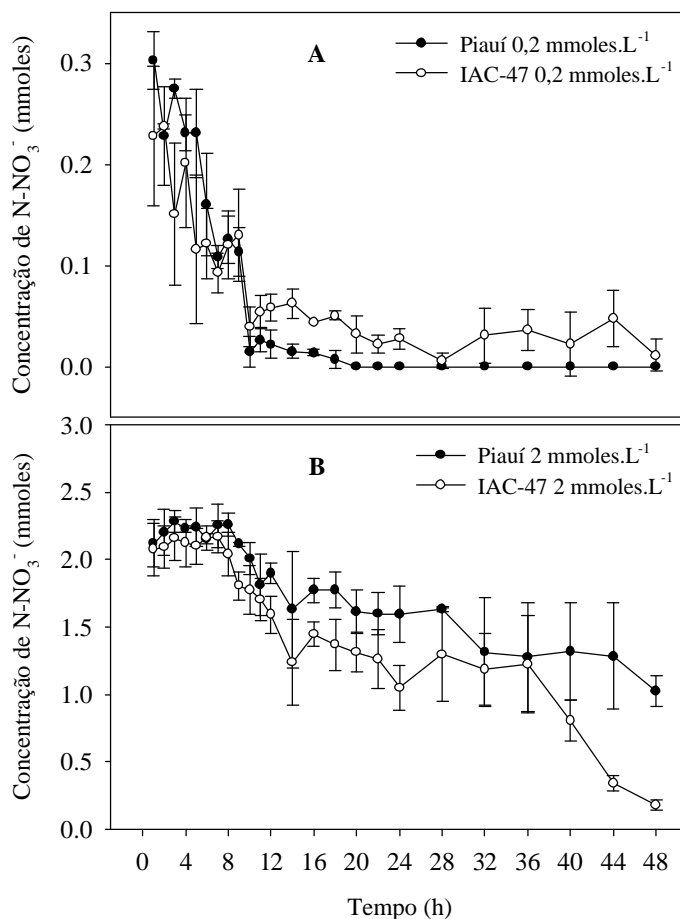 Concentração de N-NO₃⁻ (mmoles)
A
Piauí 0,2 mmoles.L⁻¹
IAC-47 0,2 mmoles.L⁻¹
0.3
0.2
0.1
0.0
Concentração de N-NO₃⁻ (mmoles)
B
Piauí 2 mmoles.L⁻¹
IAC-47 2 mmoles.L⁻¹
3.0
2.5
2.0
1.5
1.0
0.5
0.0
0 4 8 12 16 20 24 28 32 36 40 44 48
Tempo (h)